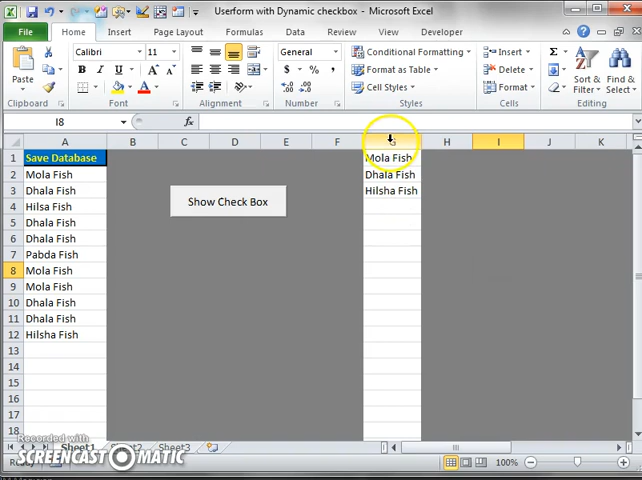 Userform with Dynamic checkbox - Microsoft Excel
File Home Insert Page Layout Formulas Data Review View Developer
Paste
Clipboard
Calibri 11
B I U
Font
Alignment
General
$ % ,
Number
Conditional Formatting
Format as Table
Cell Styles
Styles
Insert
Delete
Format
Cells
Σ
Sort & Filter
Find & Select
Editing
I8 fx
A B C D E F G H I J K
1 Save Database Mola Fish
2 Mola Fish Dhala Fish
3 Dhala Fish Hilsha Fish
Show Check Box
4 Hilsa Fish
5 Dhala Fish
6 Dhala Fish
7 Pabda Fish
8 Mola Fish
9 Mola Fish
10 Dhala Fish
11 Dhala Fish
12 Hilsha Fish
13
14
15
16
17
18
Recorded with
Sheet1 Sheet2 Sheet3
SCREENCAST-O-MATIC
100%